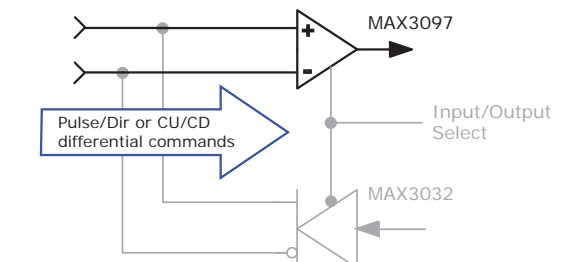 MAX3097
+
-
Pulse/Dir or CU/CD
differential commands
Input/Output
Select
MAX3032